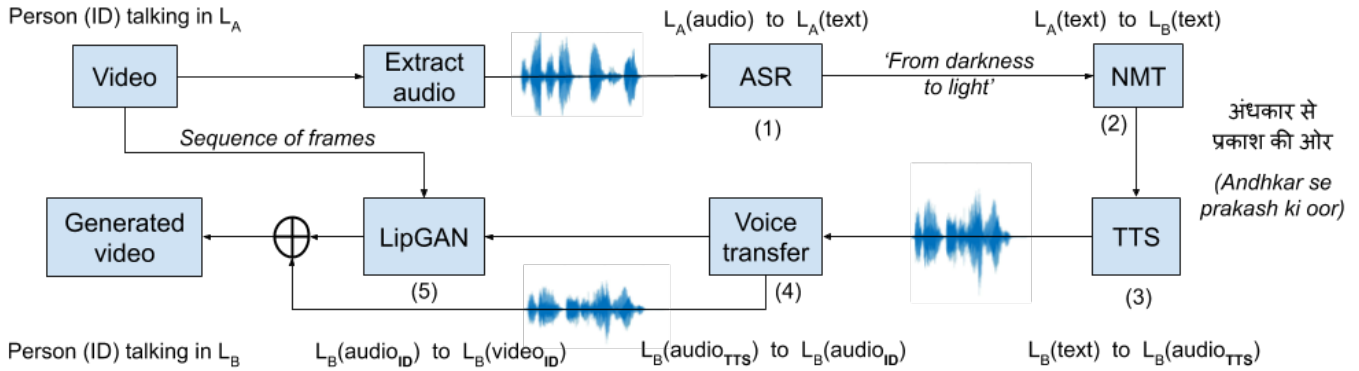 Person (ID) talking in L_A
L_A(audio) to L_A(text)
L_A(text) to L_B(text)
Video
Extract
audio
ASR
(1)
‘From darkness
to light’
NMT
(2)
अंधकार से
प्रकाश की ओर
(Andhkar se
prakash ki oor)
Sequence of frames
Generated
video
LipGAN
(5)
Voice
transfer
(4)
TTS
(3)
Person (ID) talking in L_B
L_B(audio_ID) to L_B(video_ID)
L_B(audio_TTS) to L_B(audio_ID)
L_B(text) to L_B(audio_TTS)